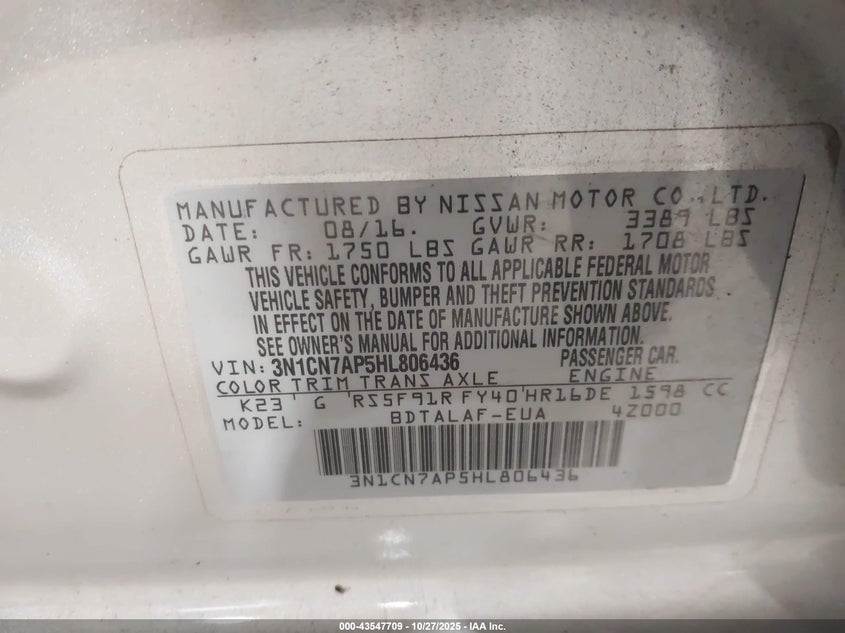 MANUFACTURED BY NISSAN MOTOR CO., LTD.
DATE: 08/16. GVWR: 3389 LBS
GAWR FR: 1750 LBS GAWR RR: 1708 LBS
THIS VEHICLE CONFORMS TO ALL APPLICABLE FEDERAL MOTOR
VEHICLE SAFETY, BUMPER AND THEFT PREVENTION STANDARDS
IN EFFECT ON THE DATE OF MANUFACTURE SHOWN ABOVE.
SEE OWNER'S MANUAL FOR ADDITIONAL INFORMATION.
VIN: 3N1CN7AP5HL806436 PASSENGER CAR.
COLOR TRIM TRANS AXLE ENGINE
K23 G RS5F91R FY40 HR16DE 1598 CC
MODEL: BDTALAF-EUA 4Z000
3N1CN7AP5HL806436
000-43547709 - 10/27/2025 - IAA Inc.